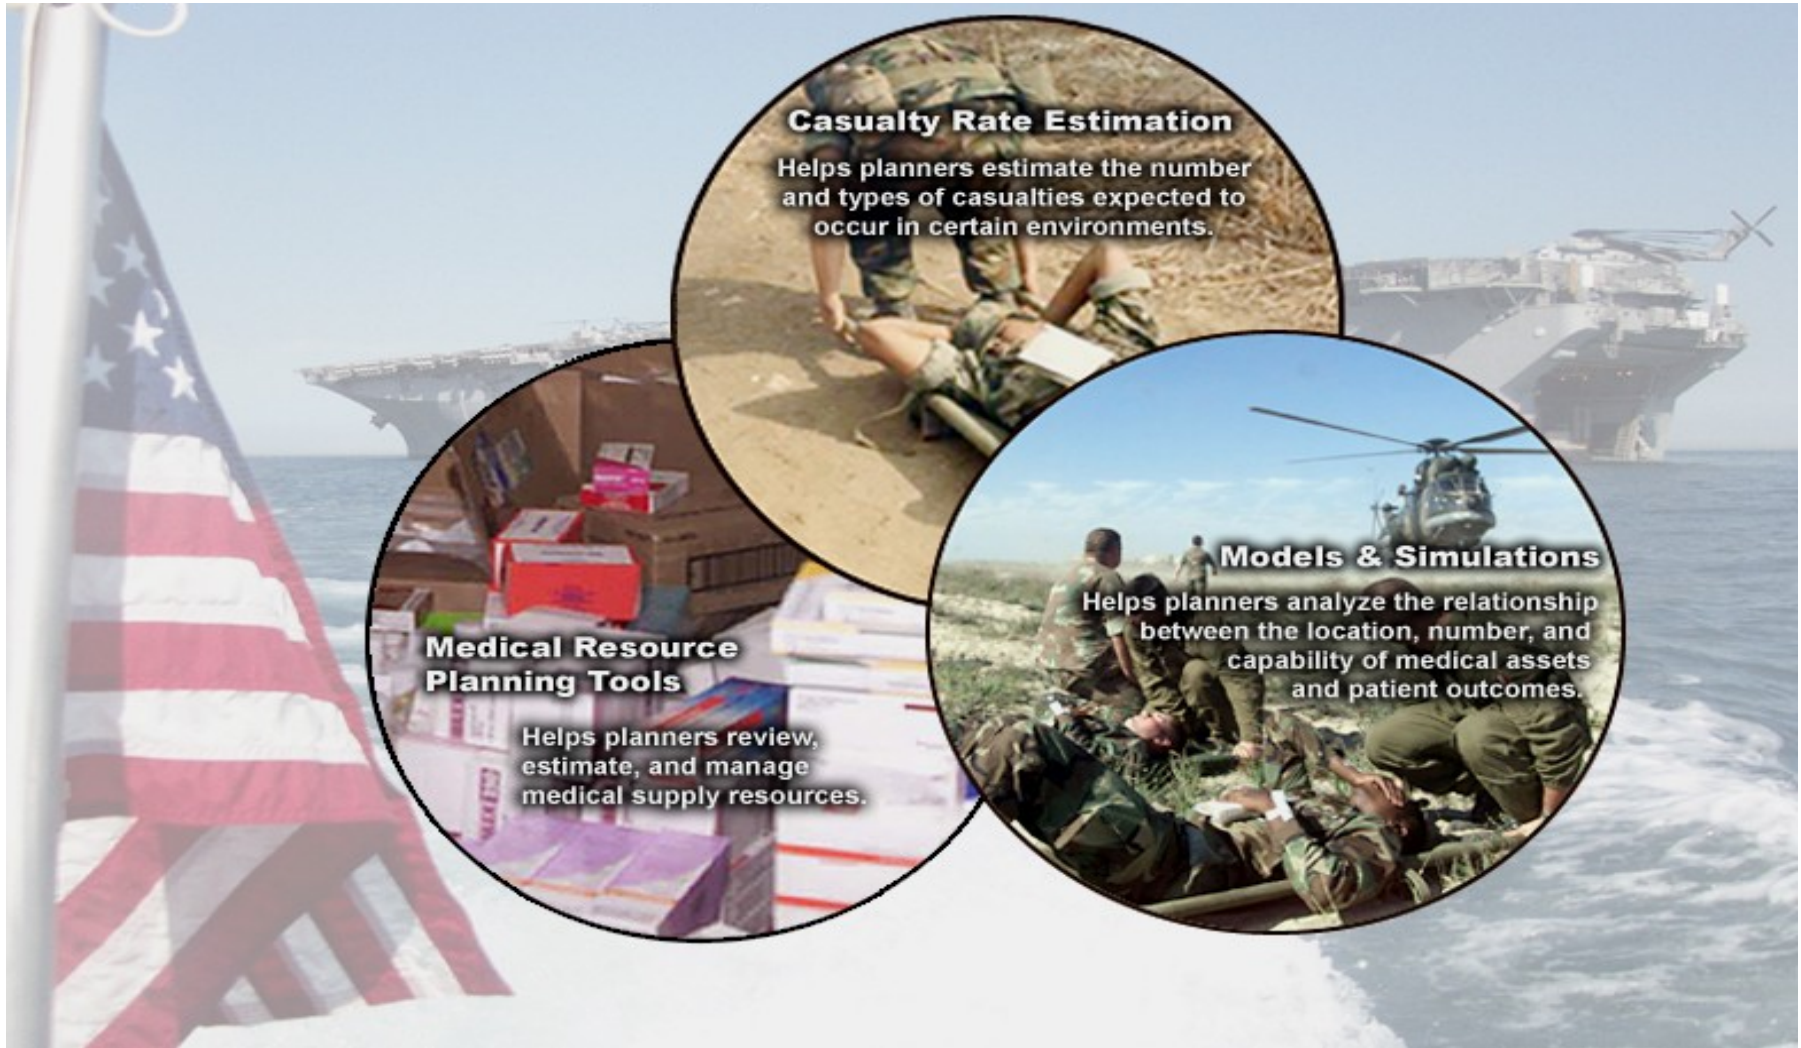 Casualty Rate Estimation
Helps planners estimate the number
and types of casualties expected to
occur in certain environments.
Models & Simulations
Helps planners analyze the relationship
between the location, number, and
capability of medical assets
and patient outcomes.
Medical Resource
Planning Tools
Helps planners review,
estimate, and manage
medical supply resources.